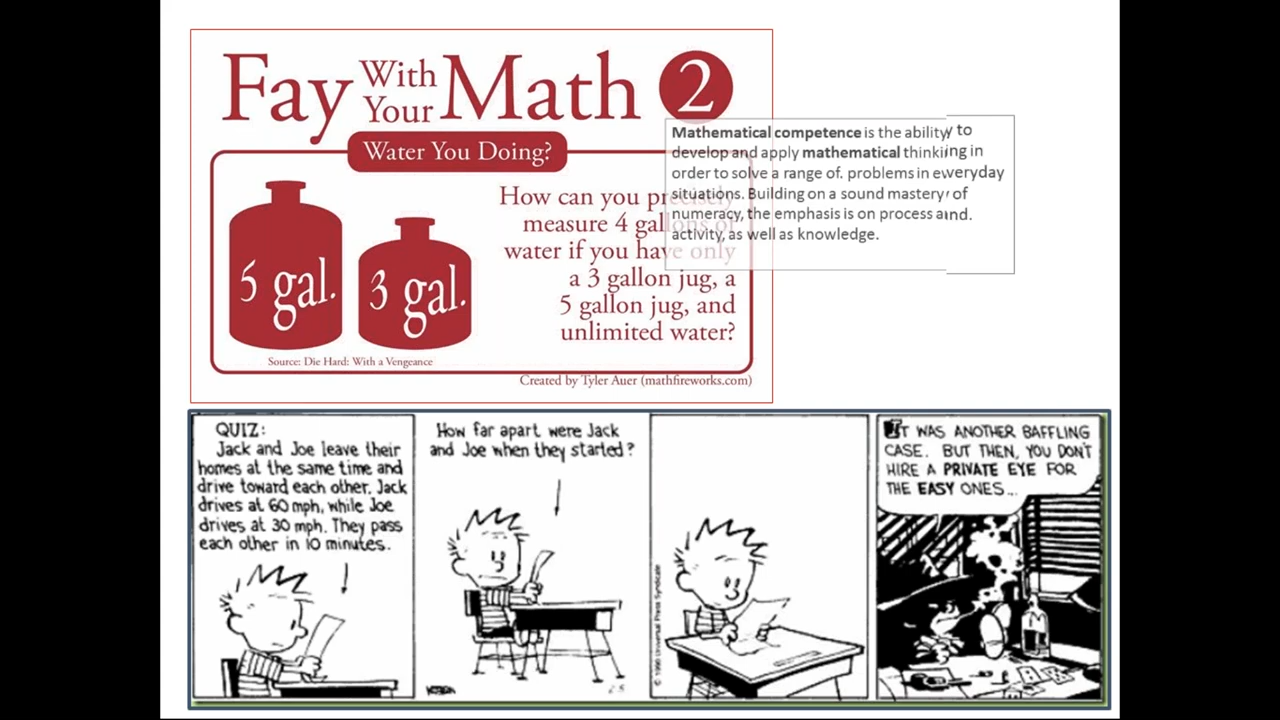 Fay With Your Math 2
Water You Doing?
5 gal.
3 gal.
How can you precisely
measure 4 gallons of
water if you have only
a 3 gallon jug, a
5 gallon jug, and
unlimited water?
Source: Die Hard: With a Vengeance
Created by Tyler Auer (mathfireworks.com)
Mathematical competence is the ability to
develop and apply mathematical thinking in
order to solve a range of. problems in everyday
situations. Building on a sound mastery of
numeracy, the emphasis is on process and.
activity, as well as knowledge.
QUIZ:
Jack and Joe leave their
homes at the same time and
drive toward each other. Jack
drives at 60 mph, while Joe
drives at 30 mph. They pass
each other in 10 minutes.
How far apart were Jack
and Joe when they started?
© 1990 Universal Press Syndicate
IT WAS ANOTHER BAFFLING
CASE. BUT THEN, YOU DON'T
HIRE A PRIVATE EYE FOR
THE EASY ONES...